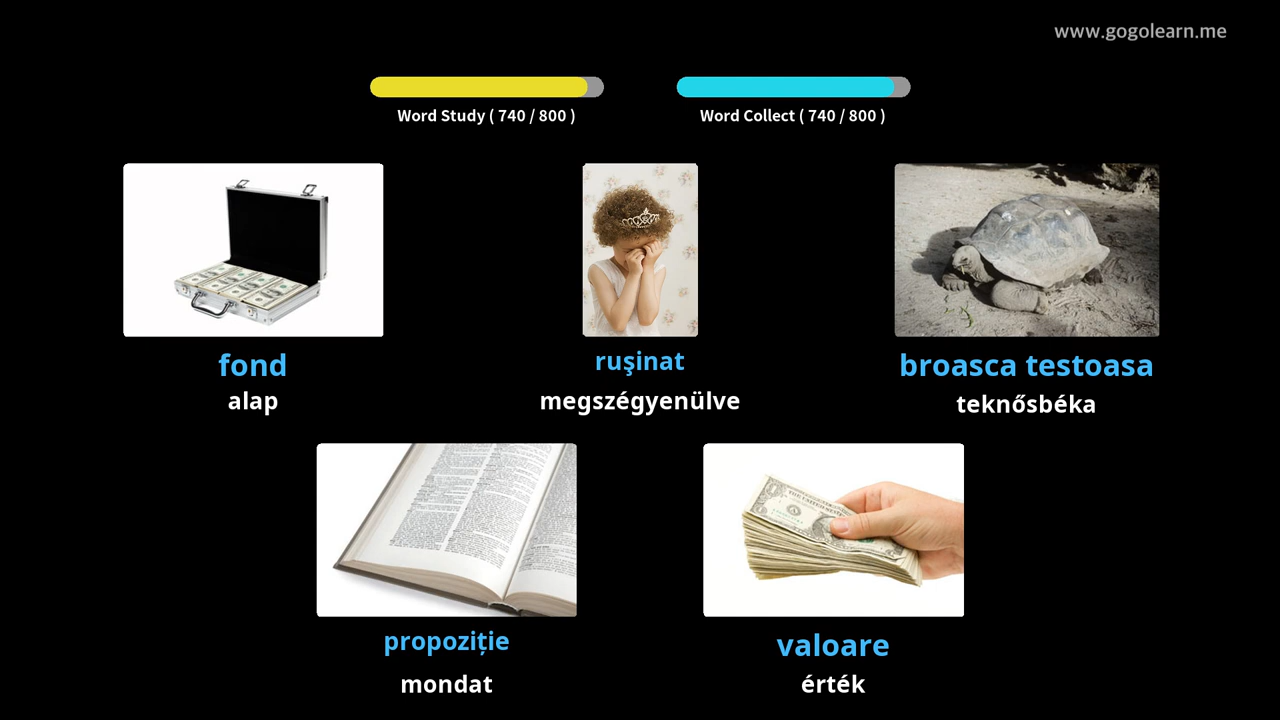 www.gogolearn.me
Word Study ( 740 / 800 )
Word Collect ( 740 / 800 )
fond
alap
ruşinat
megszégyenülve
broasca testoasa
teknősbéka
propoziție
mondat
valoare
érték